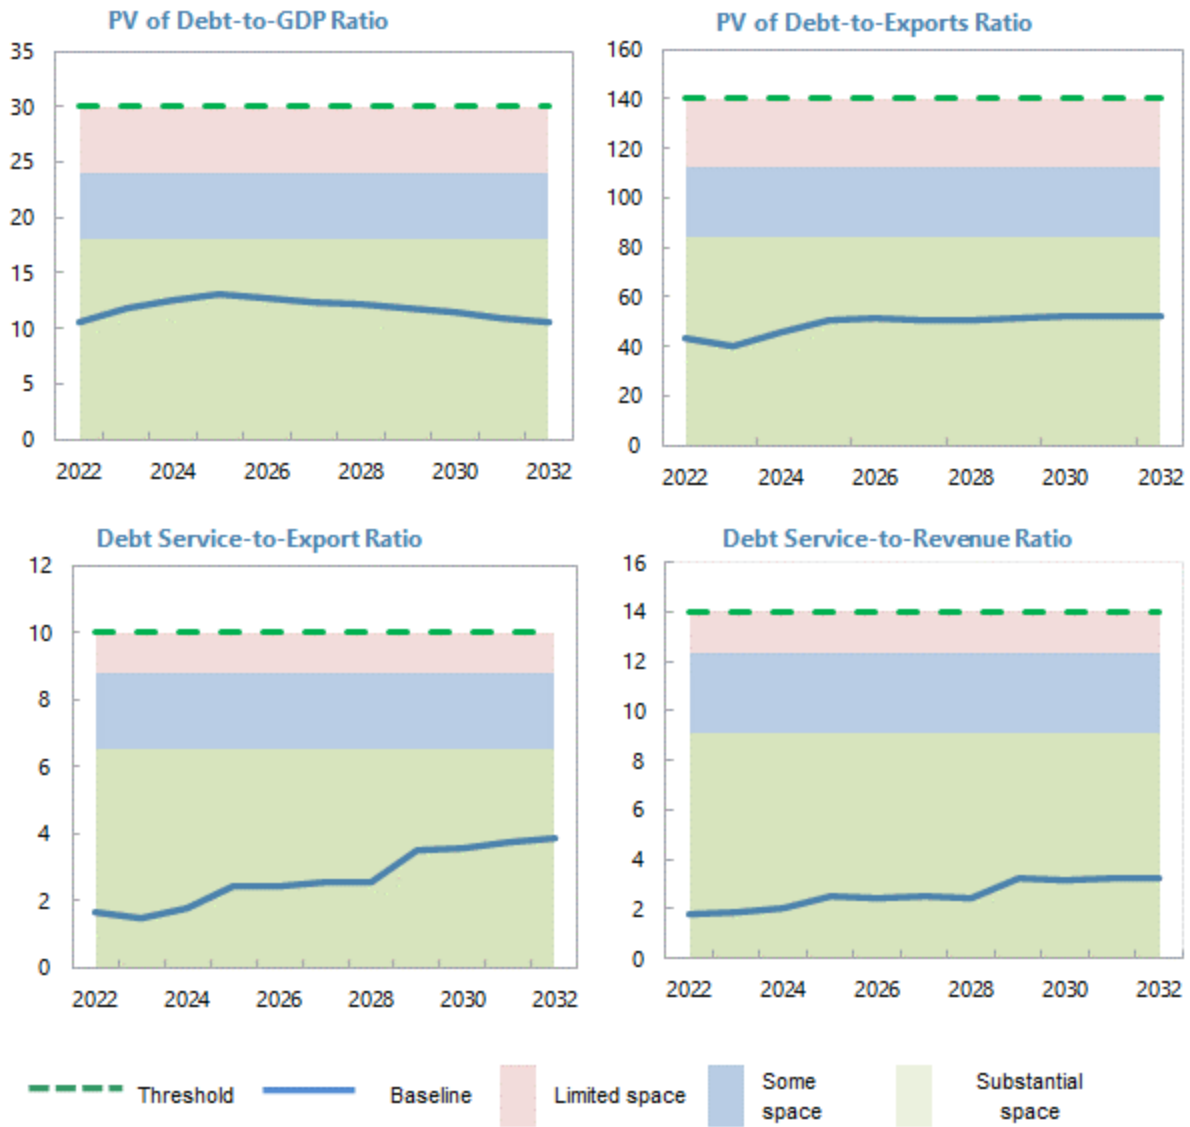 PV of Debt-to-GDP Ratio
35
30
25
20
15
10
5
0
2022 2024 2026 2028 2030 2032
PV of Debt-to-Exports Ratio
160
140
120
100
80
60
40
20
0
2022 2024 2026 2028 2030 2032
Debt Service-to-Export Ratio
12
10
8
6
4
2
0
2022 2024 2026 2028 2030 2032
Debt Service-to-Revenue Ratio
16
14
12
10
8
6
4
2
0
2022 2024 2026 2028 2030 2032
Threshold
Baseline
Limited space
Some
space
Substantial
space